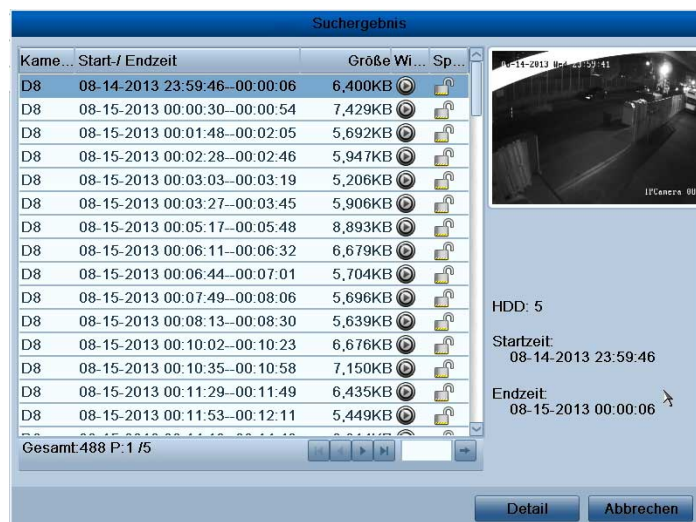 Suchergebnis
Kame... Start-/ Endzeit Größe Wi... Sp...
D8 08-14-2013 23:59:46--00:00:06 6,400KB
D8 08-15-2013 00:00:30--00:00:54 7,429KB
D8 08-15-2013 00:01:48--00:02:05 5,692KB
D8 08-15-2013 00:02:28--00:02:46 5,947KB
D8 08-15-2013 00:03:03--00:03:19 5,206KB
D8 08-15-2013 00:03:27--00:03:45 5,906KB
D8 08-15-2013 00:05:17--00:05:48 8,893KB
D8 08-15-2013 00:06:11--00:06:32 6,679KB
D8 08-15-2013 00:06:44--00:07:01 5,704KB
D8 08-15-2013 00:07:49--00:08:06 5,696KB
D8 08-15-2013 00:08:13--00:08:30 5,639KB
D8 08-15-2013 00:10:02--00:10:23 6,676KB
D8 08-15-2013 00:10:35--00:10:58 7,150KB
D8 08-15-2013 00:11:29--00:11:49 6,435KB
D8 08-15-2013 00:11:53--00:12:11 5,449KB
Gesamt:488 P:1 /5
-14-2013 Wed 23:59:41
IPCamera
HDD: 5
Startzeit:
08-14-2013 23:59:46
Endzeit:
08-15-2013 00:00:06
Detail Abbrechen